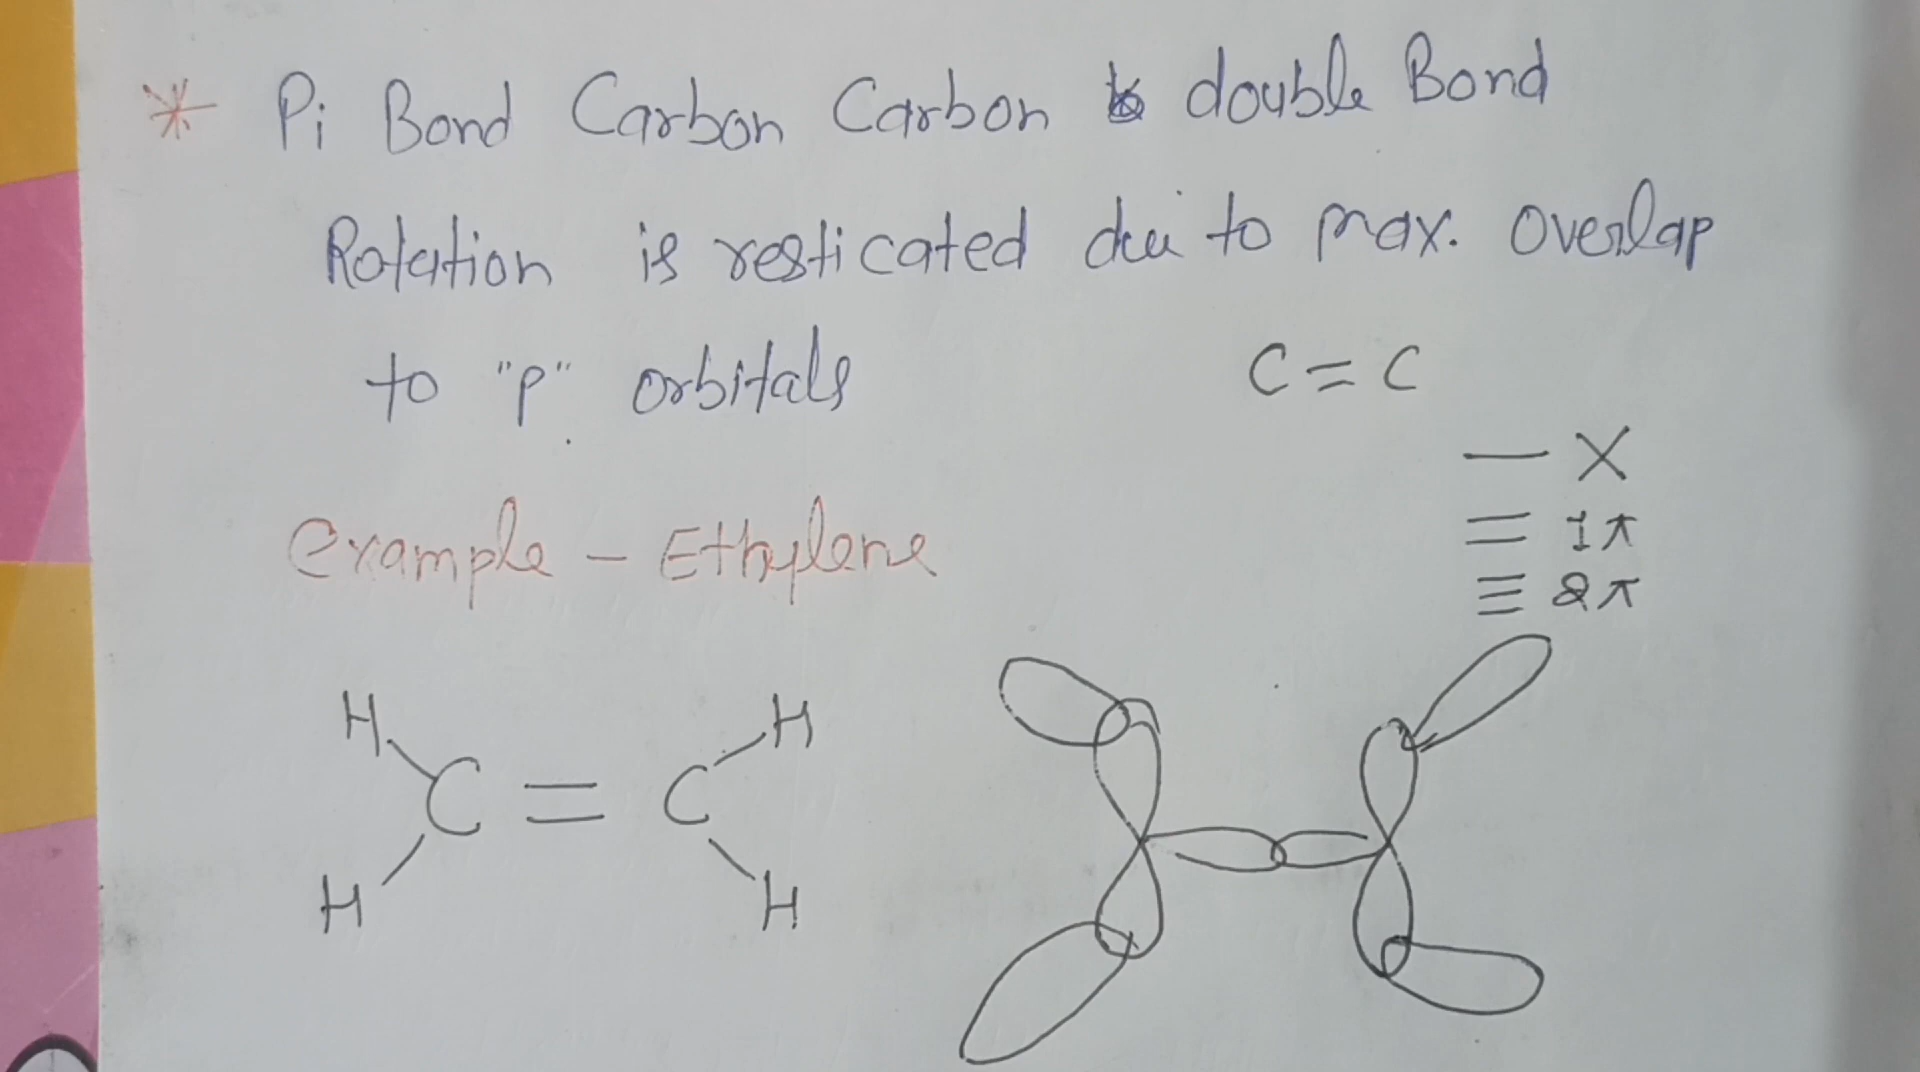 * Pi Bond Carbon Carbon double Bond
Rotation is resticated due to max. overlap
to "p" orbitals
C = C
— X
= 1π
≡ 2π
example - Ethylene
H H
C = C
H H